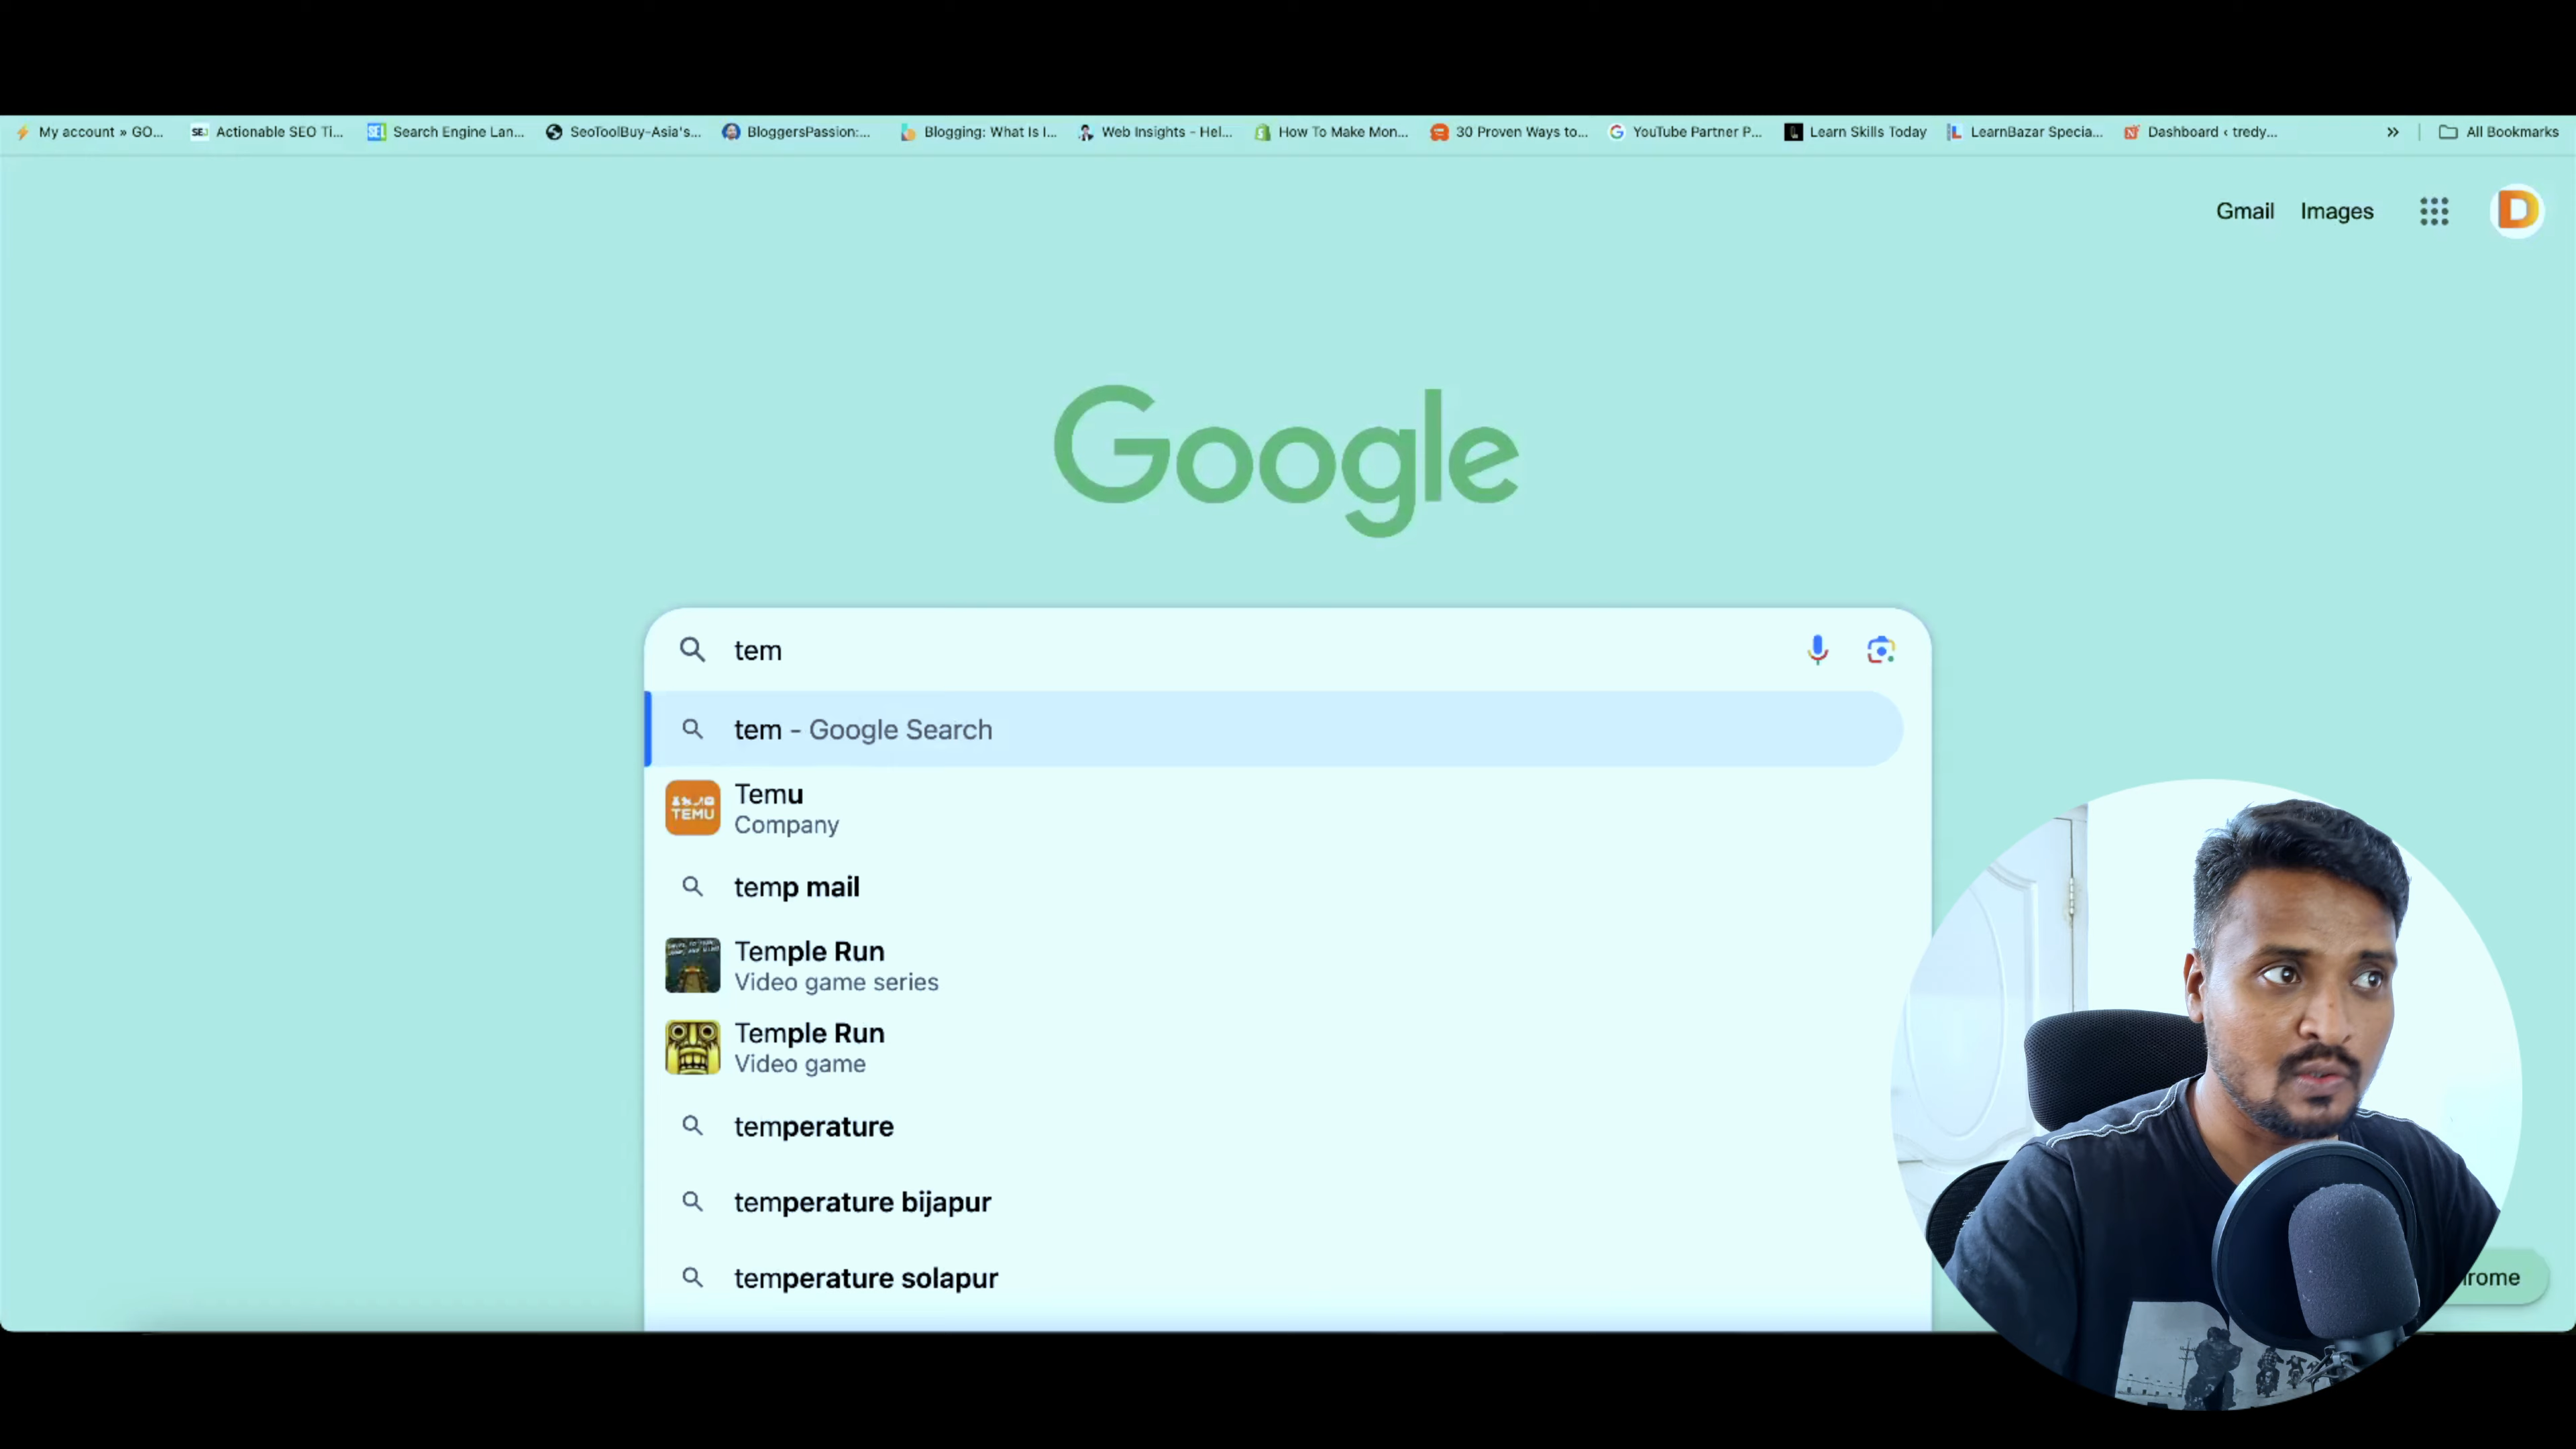 My account » GO...
SEJ Actionable SEO Ti...
SEL Search Engine Lan...
SeoToolBuy-Asia's...
BloggersPassion:...
Blogging: What Is I...
Web Insights - Hel...
How To Make Mon...
30 Proven Ways to...
YouTube Partner P...
Learn Skills Today
LearnBazar Specia...
Dashboard ‹ tredy...
»
All Bookmarks
Gmail
Images
D
Google
tem
tem - Google Search
TEMU
Temu
Company
temp mail
Temple Run
Video game series
Temple Run
Video game
temperature
temperature bijapur
temperature solapur
rome